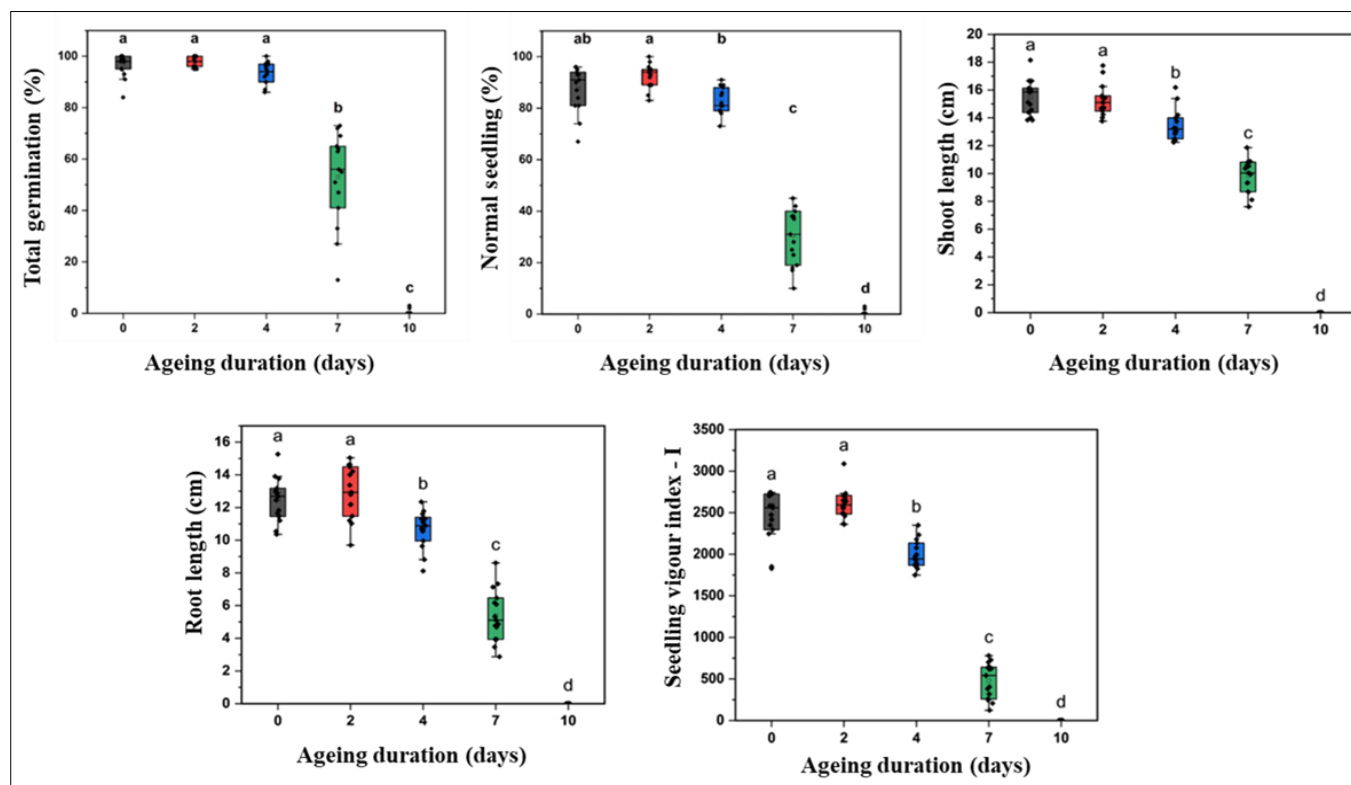 Total germination (%)
100
80
60
40
20
0
a
a
a
b
c
0 2 4 7 10
Ageing duration (days)
Normal seedling (%)
100
80
60
40
20
0
ab
a
b
c
d
0 2 4 7 10
Ageing duration (days)
Shoot length (cm)
20
18
16
14
12
10
8
6
4
2
0
a
a
b
c
d
0 2 4 7 10
Ageing duration (days)
Root length (cm)
16
14
12
10
8
6
4
2
0
a
a
b
c
d
0 2 4 7 10
Ageing duration (days)
Seedling vigour index - I
3500
3000
2500
2000
1500
1000
500
0
a
a
b
c
d
0 2 4 7 10
Ageing duration (days)